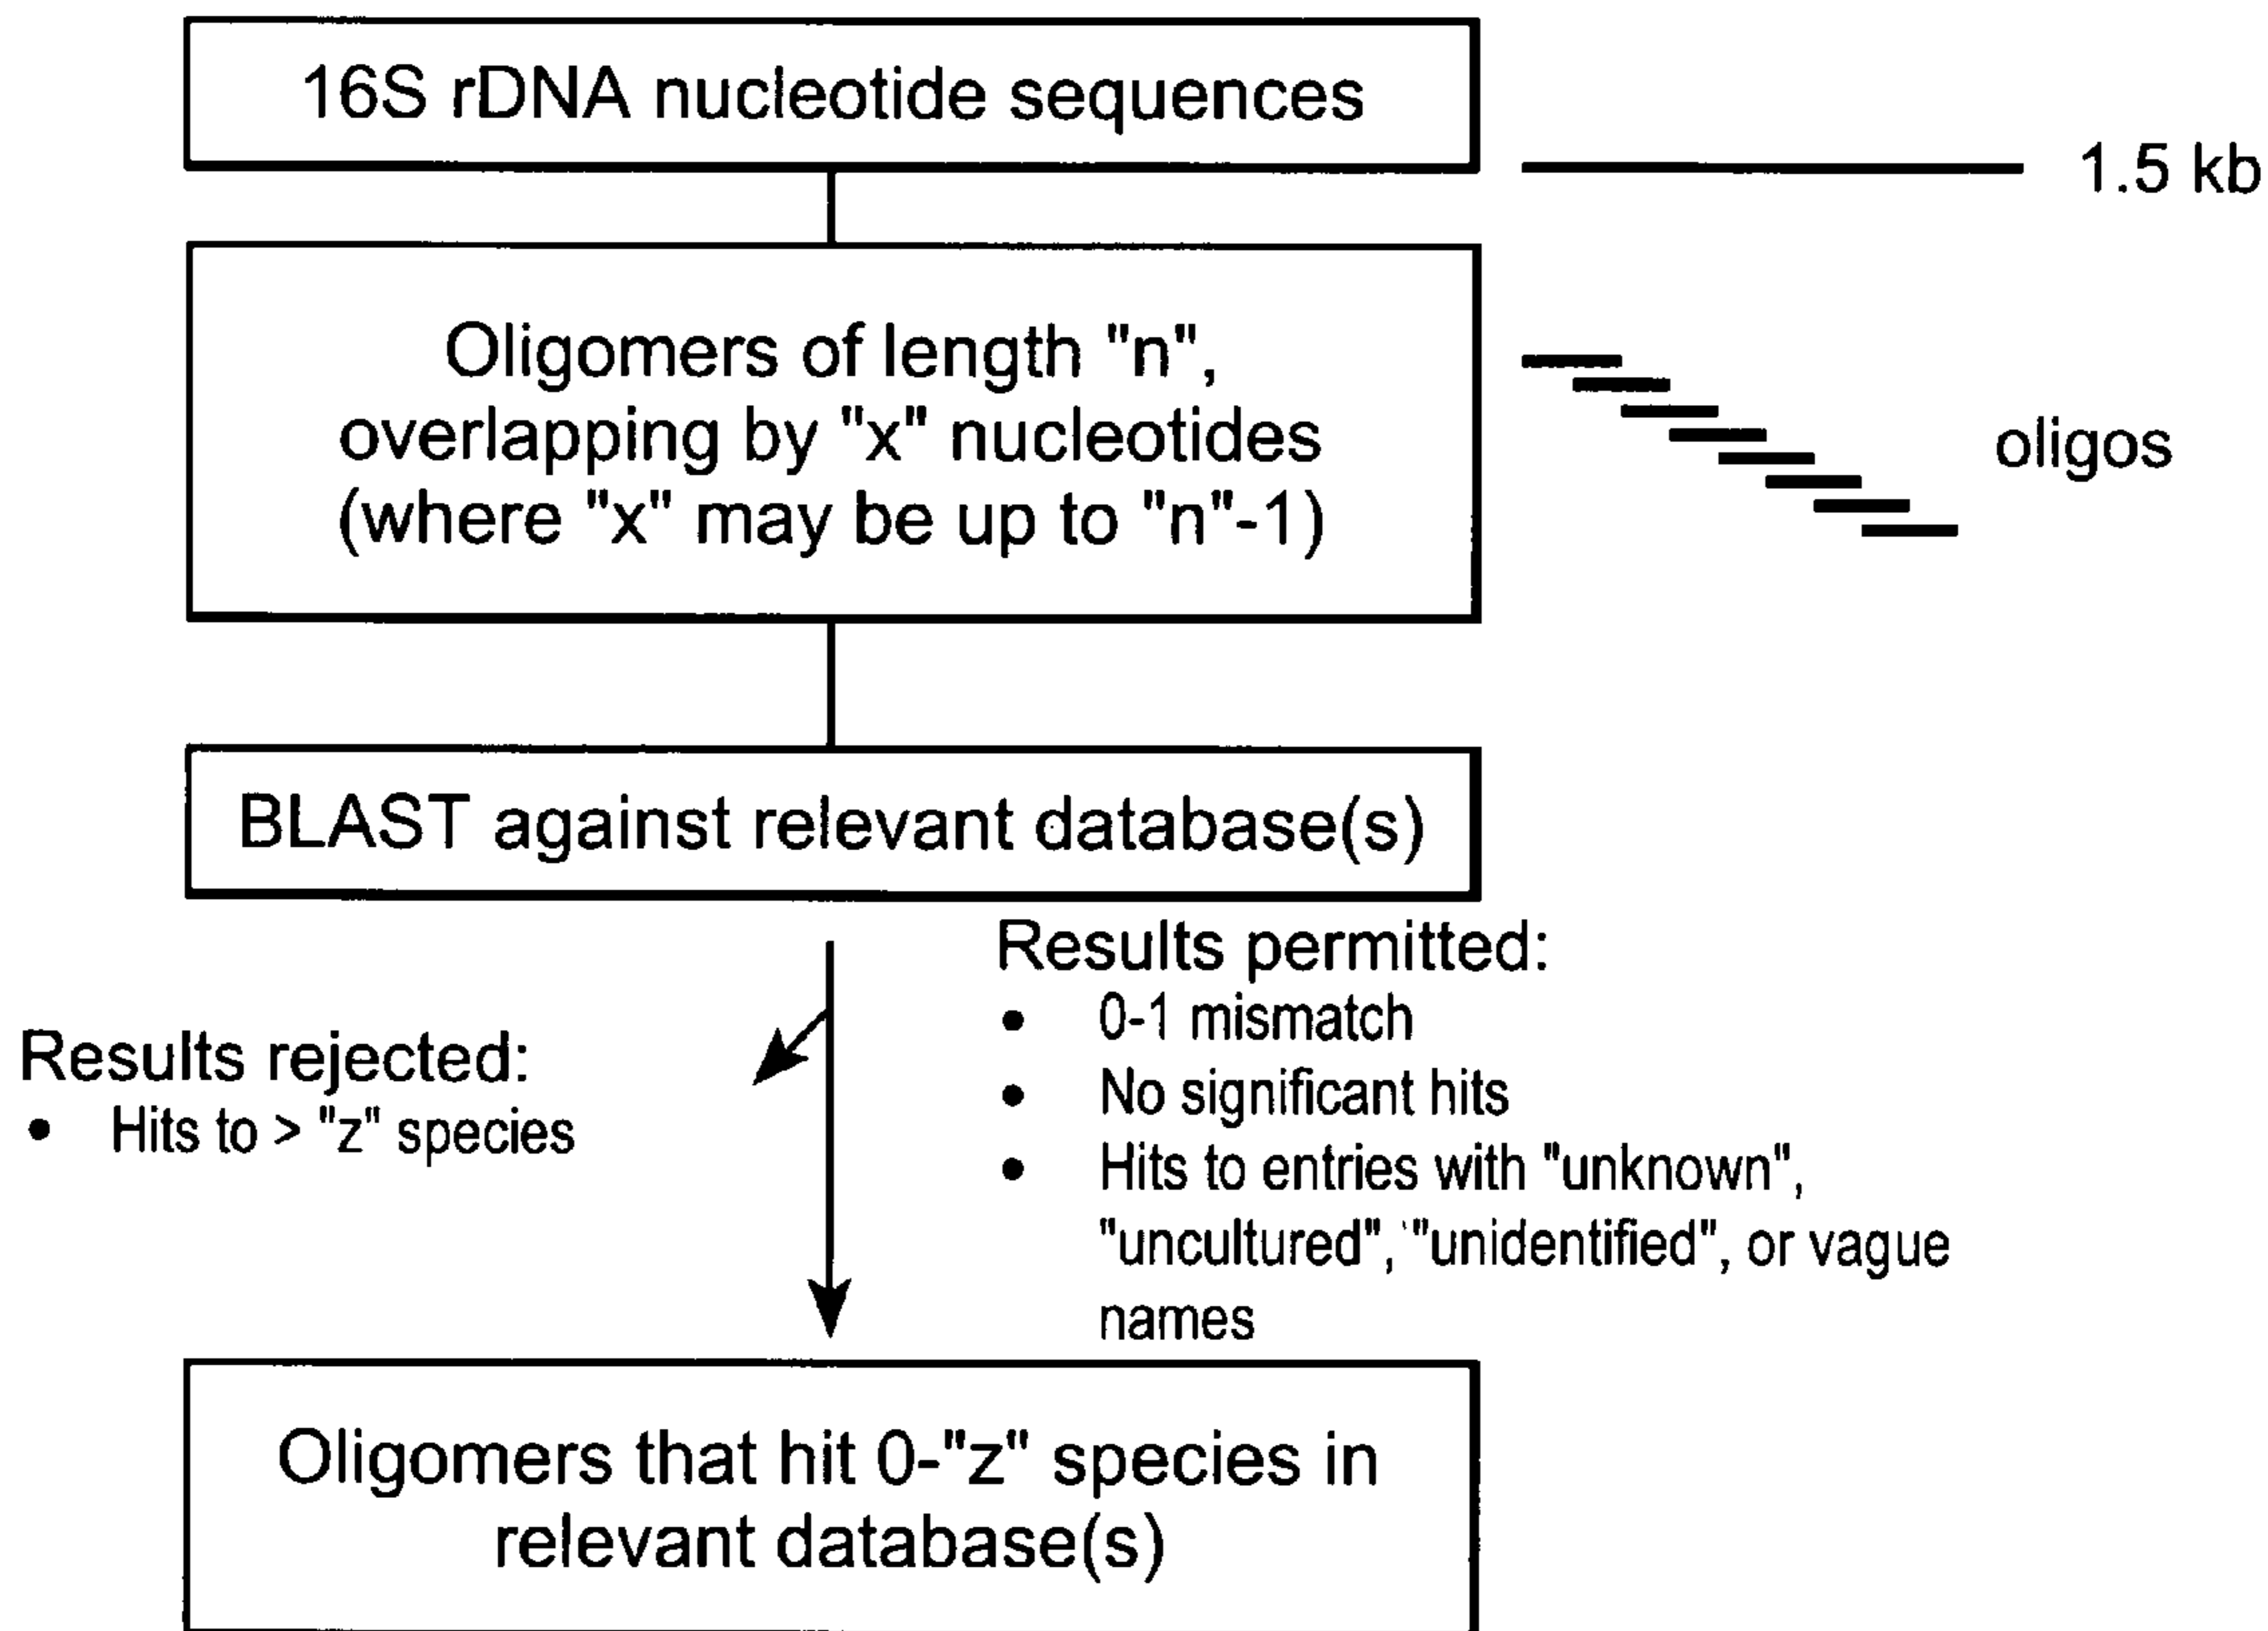 16S rDNA nucleotide sequences
1.5 kb
Oligomers of length "n",
overlapping by "x" nucleotides
(where "x" may be up to "n"-1)
oligos
BLAST against relevant database(s)
Results permitted:
• 0-1 mismatch
• No significant hits
• Hits to entries with "unknown",
"uncultured", "unidentified", or vague
names
Results rejected:
• Hits to > "z" species
Oligomers that hit 0-"z" species in
relevant database(s)